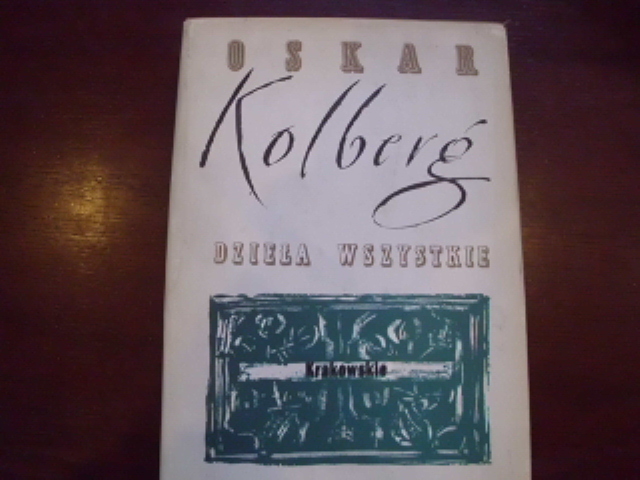 OSKAR
Kolberg
DZIEŁA WSZYSTKIE
Krakowskie